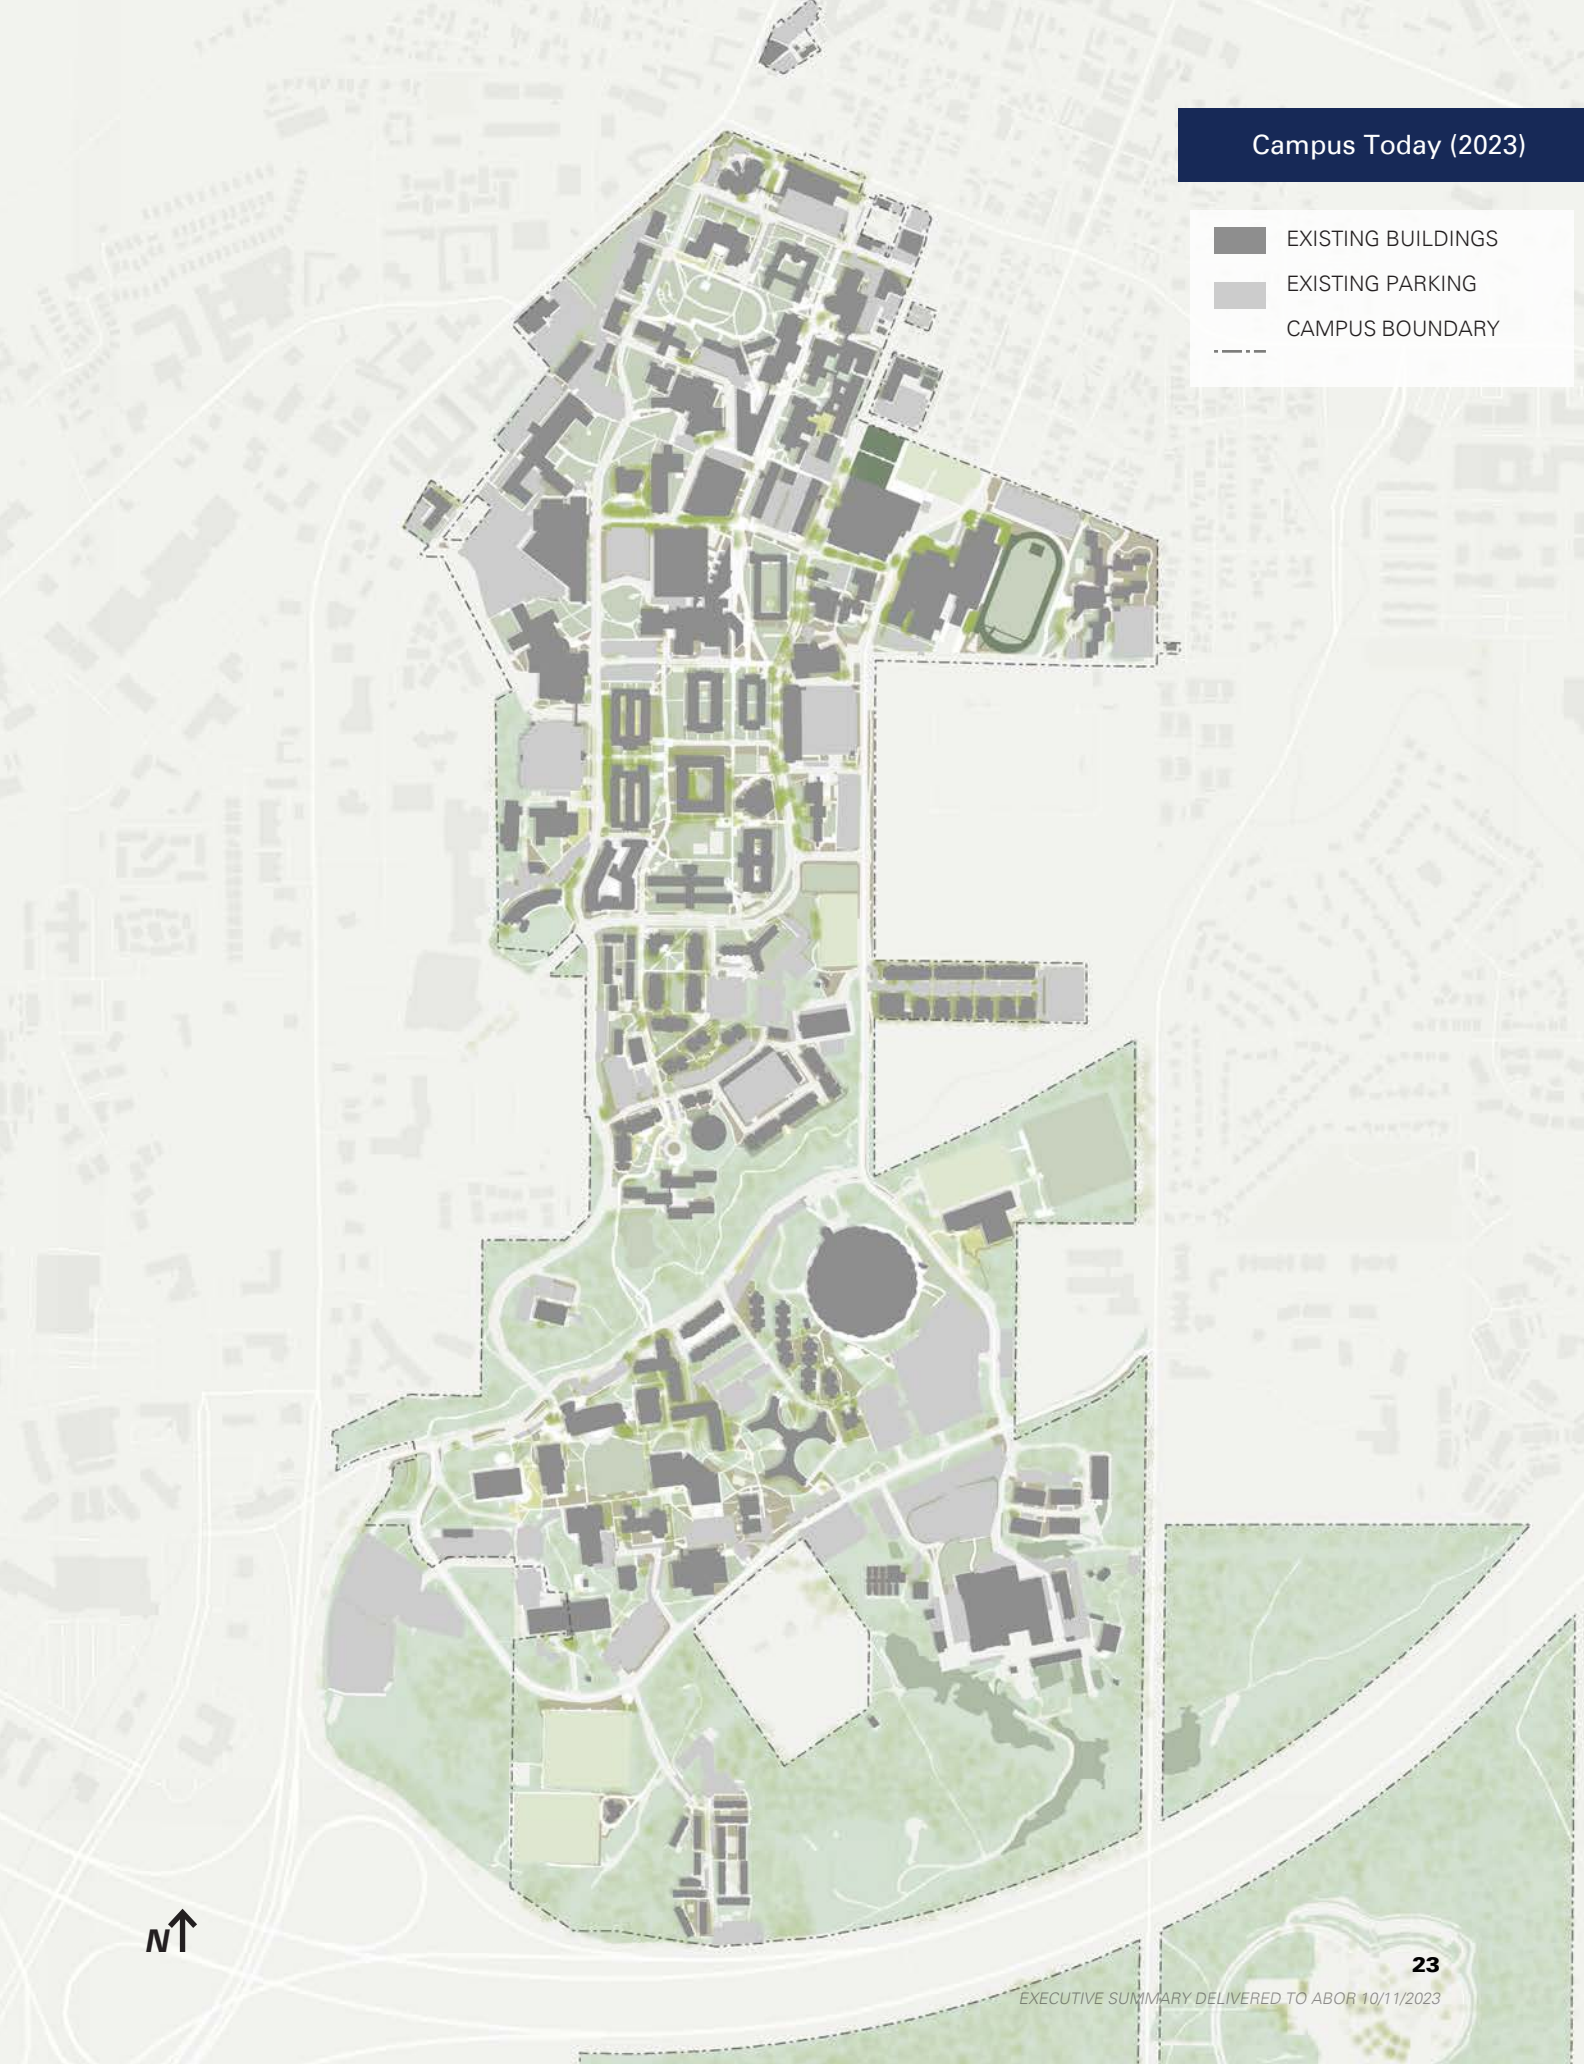 Campus Today (2023)
EXISTING BUILDINGS
EXISTING PARKING
CAMPUS BOUNDARY
N
23
EXECUTIVE SUMMARY DELIVERED TO ABOR 10/11/2023